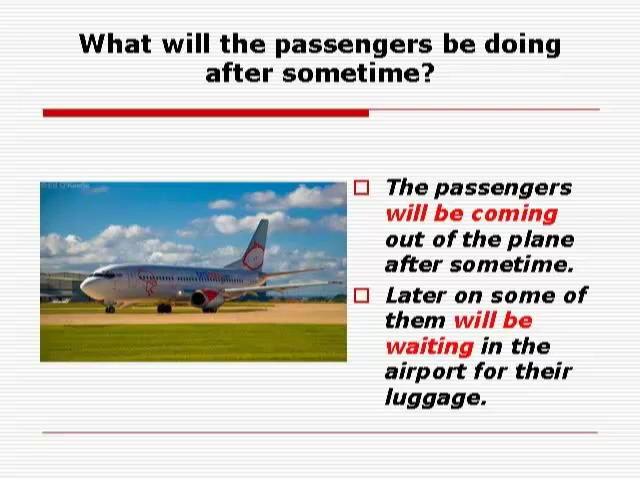 What will the passengers be doing
after sometime?
The passengers
will be coming
out of the plane
after sometime.
Later on some of
them will be
waiting in the
airport for their
luggage.